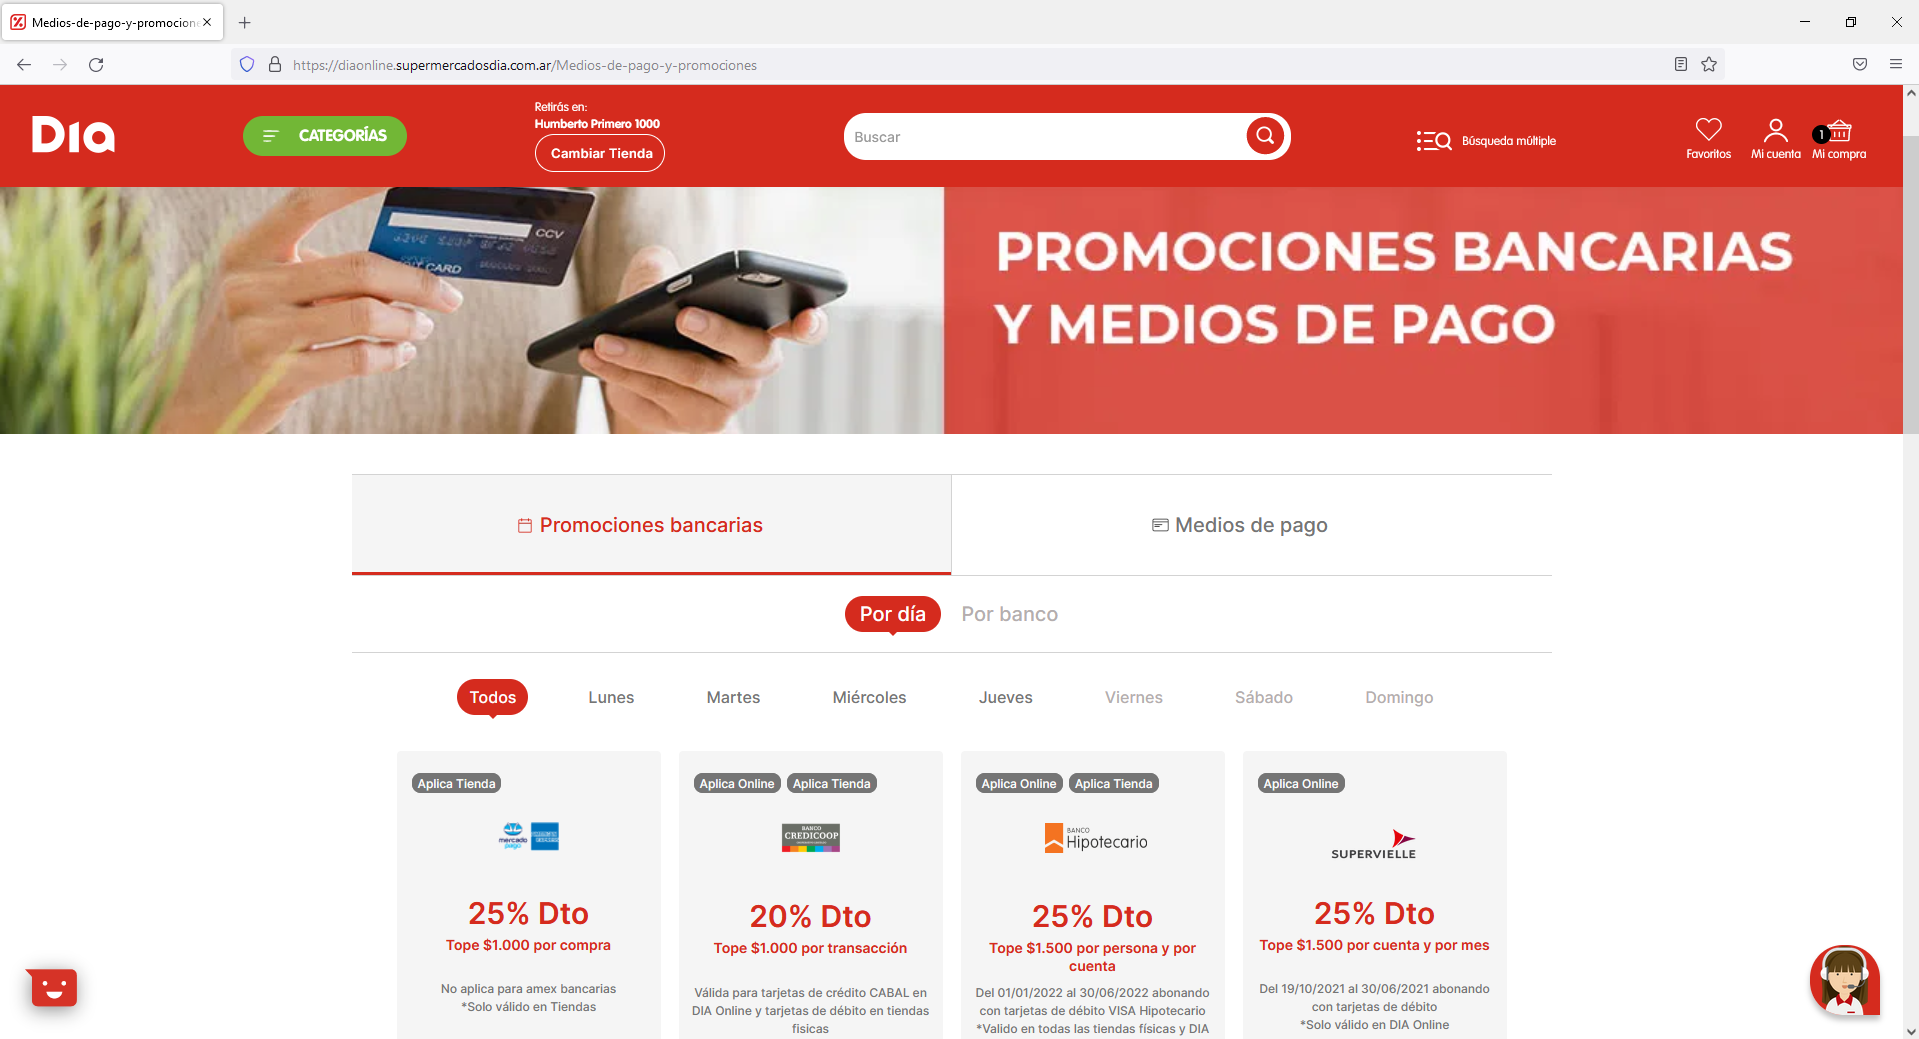 Medios-de-pago-y-promocione
https://diaonline.supermercadosdia.com.ar/Medios-de-pago-y-promociones
Dia
CATEGORÍAS
Retirás en:
Humberto Primero 1000
Cambiar Tienda
Buscar
Búsqueda múltiple
Favoritos
Mi cuenta
1
Mi compra
CCV
CARD
PROMOCIONES BANCARIAS
Y MEDIOS DE PAGO
Promociones bancarias
Medios de pago
Por día
Por banco
Todos
Lunes
Martes
Miércoles
Jueves
Viernes
Sábado
Domingo
Aplica Tienda
mercado
pago
25% Dto
Tope $1.000 por compra
No aplica para amex bancarias
*Solo válido en Tiendas
Aplica Online
Aplica Tienda
BANCO
CREDICOOP
20% Dto
Tope $1.000 por transacción
Válida para tarjetas de crédito CABAL en
DIA Online y tarjetas de débito en tiendas
fisicas
Aplica Online
Aplica Tienda
BANCO
Hipotecario
25% Dto
Tope $1.500 por persona y por
cuenta
Del 01/01/2022 al 30/06/2022 abonando
con tarjetas de débito VISA Hipotecario
*Valido en todas las tiendas físicas y DIA
Aplica Online
SUPERVIELLE
25% Dto
Tope $1.500 por cuenta y por mes
Del 19/10/2021 al 30/06/2021 abonando
con tarjetas de débito
*Solo válido en DIA Online